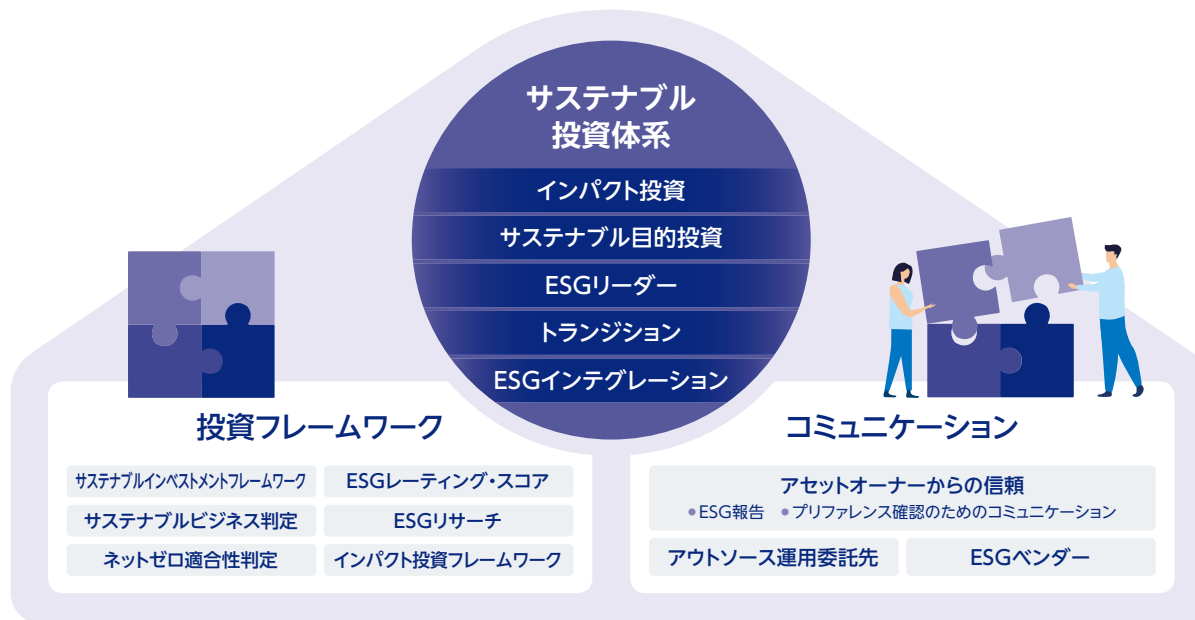 サステナブル
投資体系
インパクト投資
サステナブル目的投資
ESGリーダー
トランジション
ESGインテグレーション
投資フレームワーク
サステナブルインベストメントフレームワーク
ESGレーティング・スコア
サステナブルビジネス判定
ESGリサーチ
ネットゼロ適合性判定
インパクト投資フレームワーク
コミュニケーション
アセットオーナーからの信頼
●ESG報告 ●プリファレンス確認のためのコミュニケーション
アウトソース運用委託先
ESGベンダー